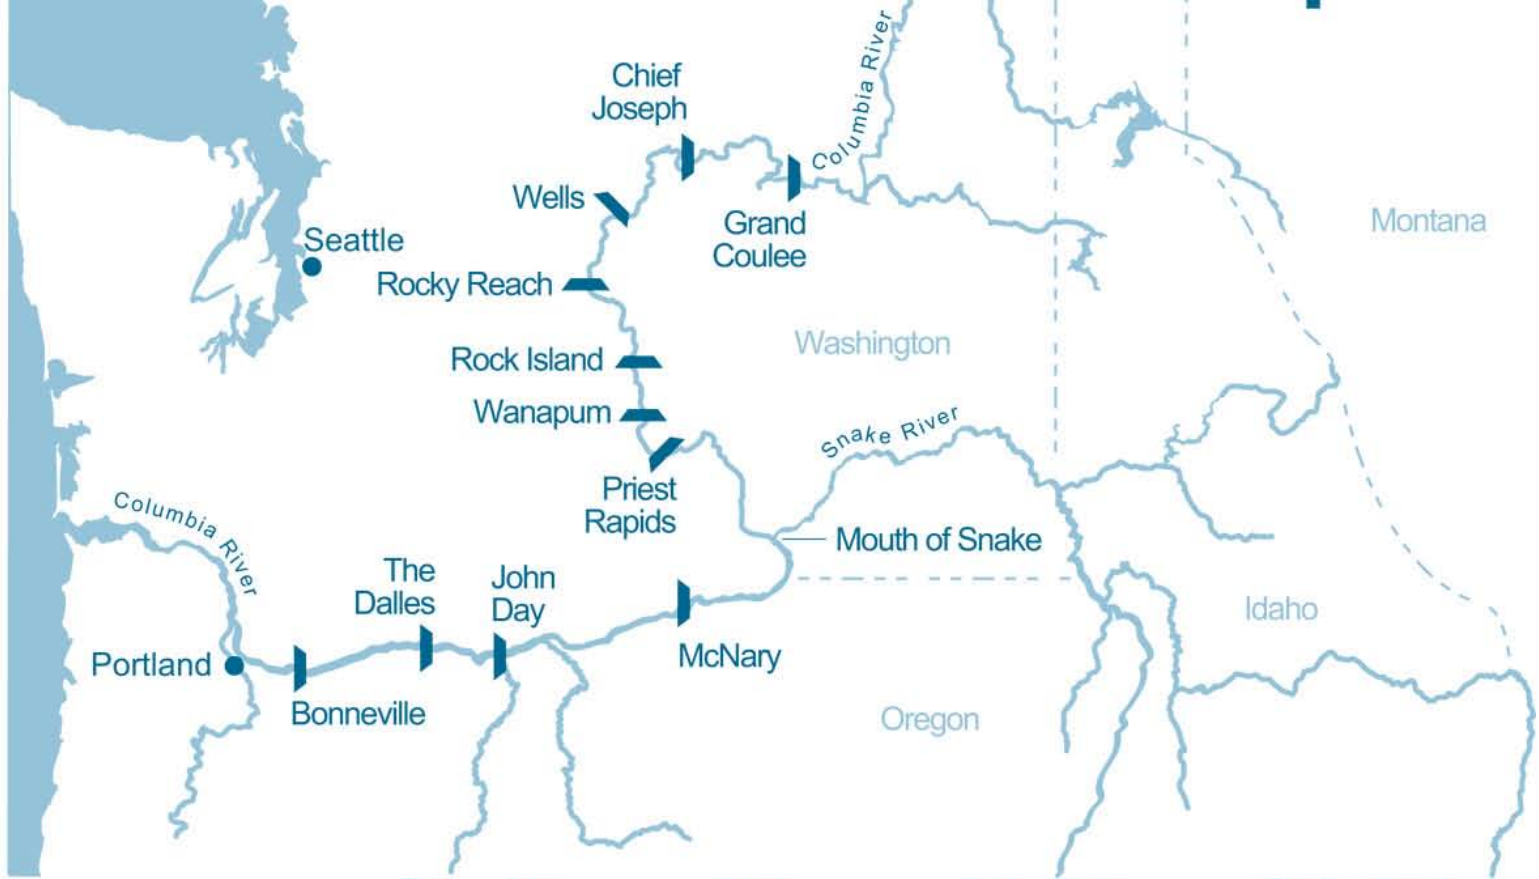 Columbia River
Chief
Joseph
Wells
Grand
Coulee
Montana
Seattle
Rocky Reach
Washington
Rock Island
Wanapum
Snake River
Priest
Rapids
Columbia River
Mouth of Snake
The
Dalles
John
Day
Idaho
Portland
McNary
Bonneville
Oregon